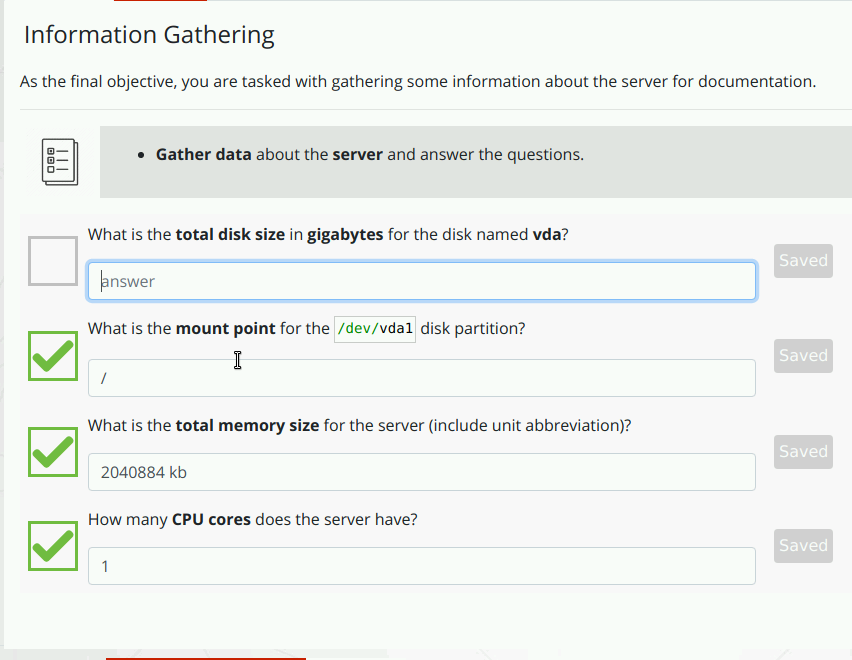 Information Gathering
As the final objective, you are tasked with gathering some information about the server for documentation.
Gather data about the server and answer the questions.
What is the total disk size in gigabytes for the disk named vda?
answer
Saved
What is the mount point for the /dev/vda1 disk partition?
/
Saved
What is the total memory size for the server (include unit abbreviation)?
2040884 kb
Saved
How many CPU cores does the server have?
1
Saved